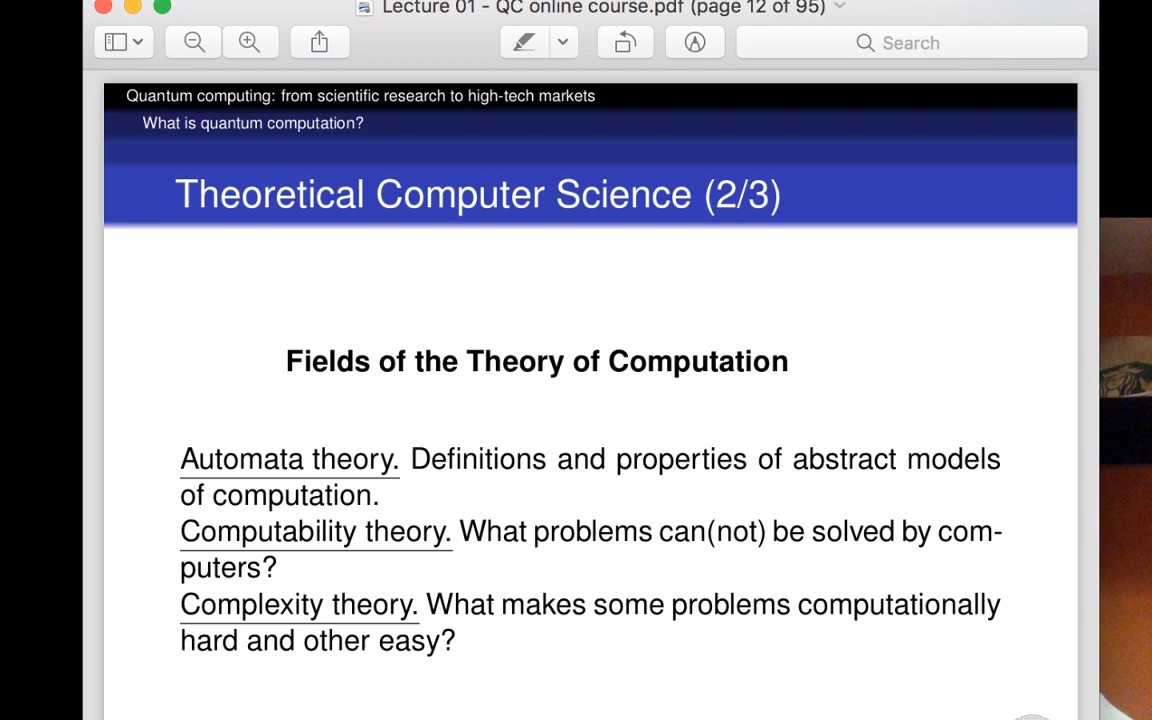 Lecture 01 - QC online course.pdf (page 12 of 95)
Search
Quantum computing: from scientific research to high-tech markets
What is quantum computation?
Theoretical Computer Science (2/3)
Fields of the Theory of Computation
Automata theory. Definitions and properties of abstract models
of computation.
Computability theory. What problems can(not) be solved by com-
puters?
Complexity theory. What makes some problems computationally
hard and other easy?